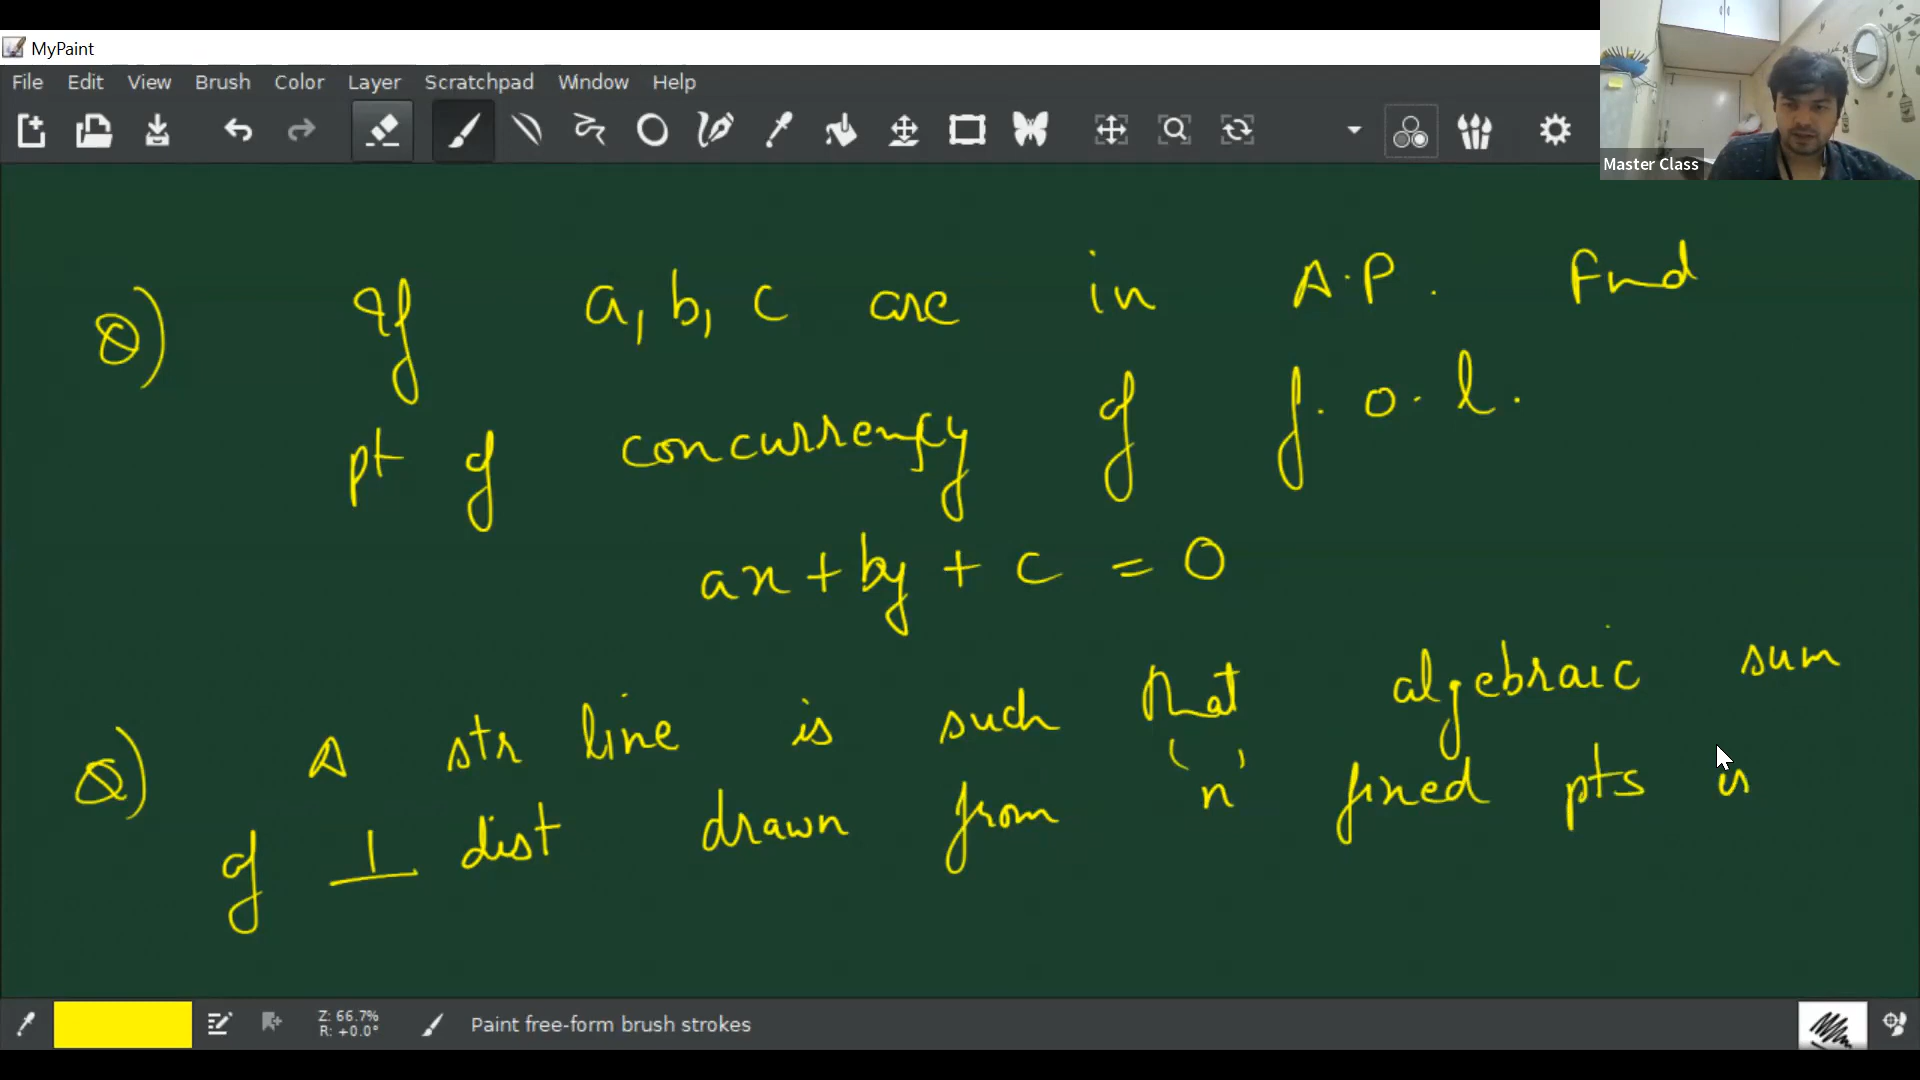 MyPaint
File Edit View Brush Color Layer Scratchpad Window Help
Master Class
Q) If a, b, c are in A.P. Find
pt of concurrency of f.o.l.
ax + by + c = 0
Q) A str line is such that algebraic sum
of ⊥ dist drawn from 'n' fixed pts is
Z: 66.7%
R: +0.0°
Paint free-form brush strokes